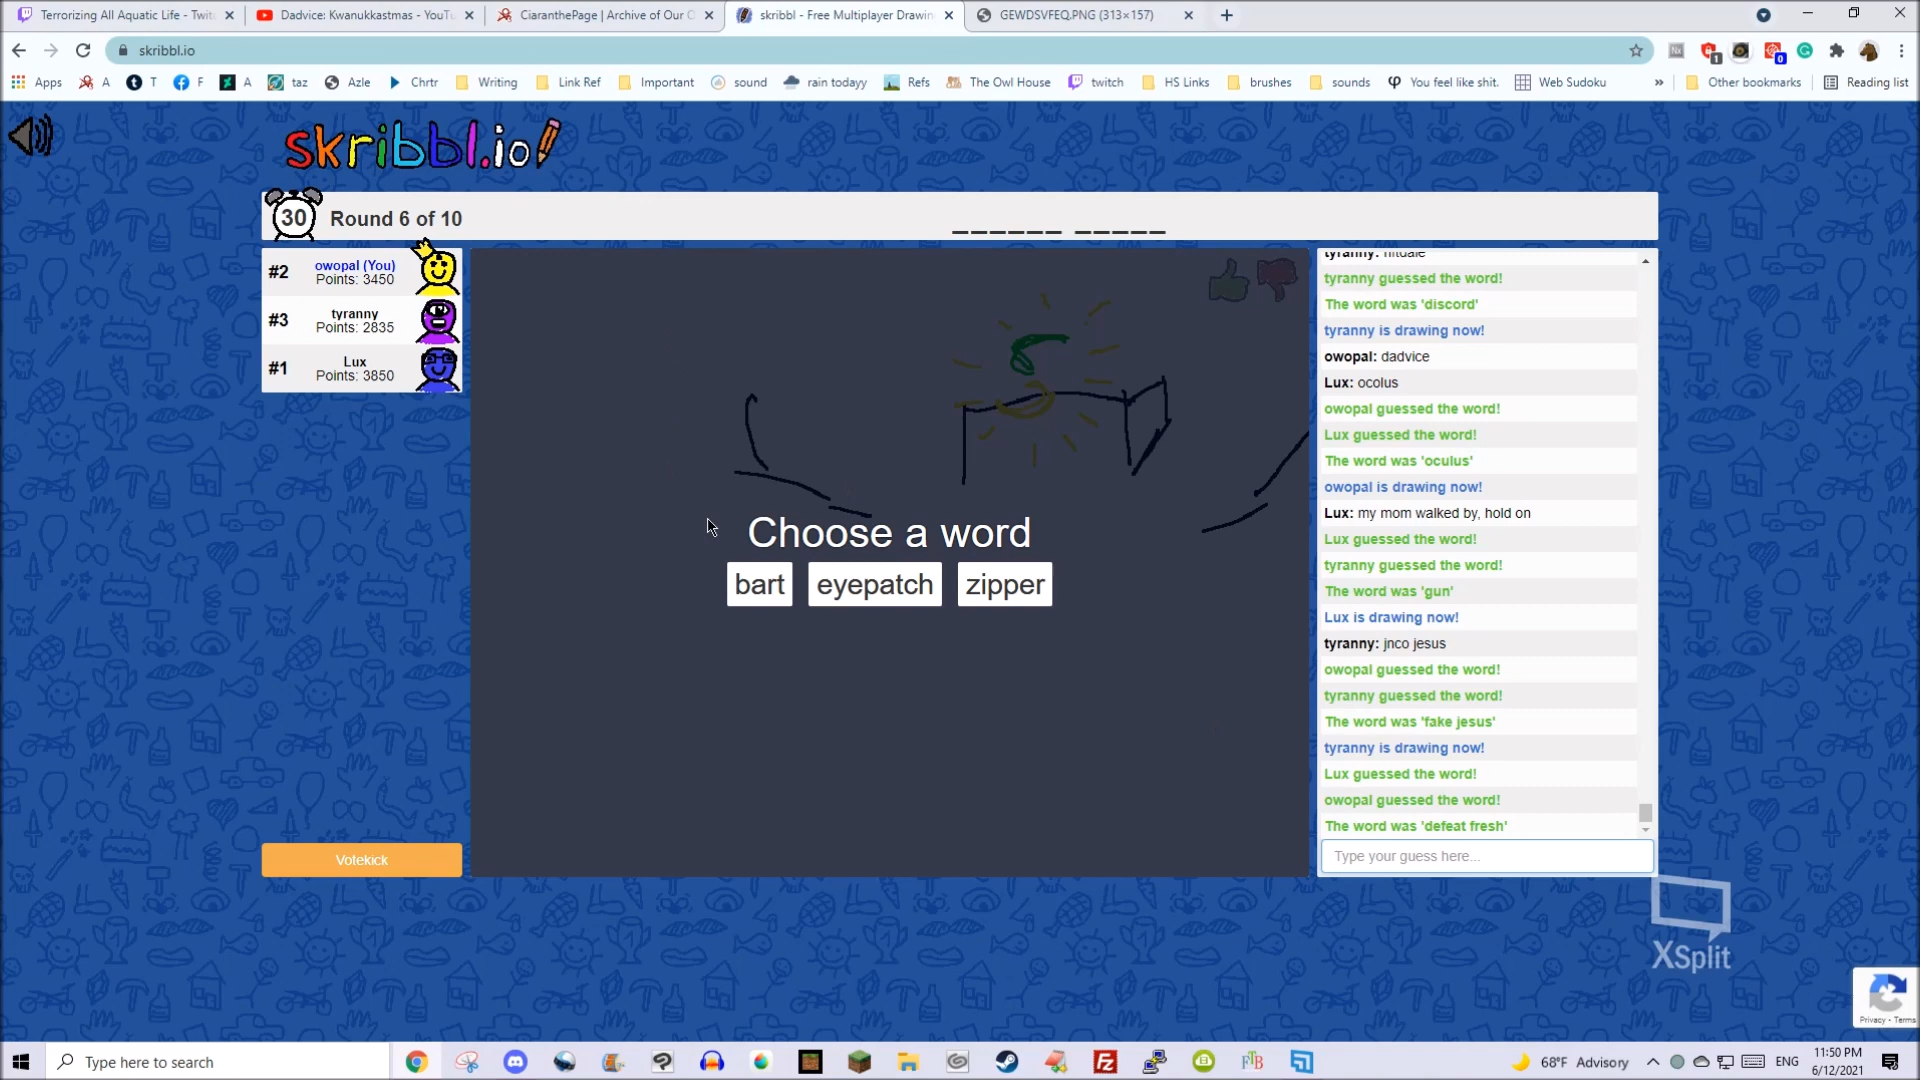 Terrorizing All Aquatic Life - Twit
Dadvice: Kwanukkastmas - YouTu
CiaranthePage | Archive of Our O
skribbl - Free Multiplayer Drawin
GEWDSVFEQ.PNG (313×157)
skribbl.io
Apps A T F A taz Azle Chrtr Writing Link Ref Important sound rain todayy Refs The Owl House twitch HS Links brushes sounds You feel like shit. Web Sudoku » Other bookmarks Reading list
skribbl.io
30 Round 6 of 10
#2 owopal (You)
Points: 3450
#3 tyranny
Points: 2835
#1 Lux
Points: 3850
Votekick
Choose a word
bart eyepatch zipper
tyranny guessed the word!
The word was 'discord'
tyranny is drawing now!
owopal: dadvice
Lux: ocolus
owopal guessed the word!
Lux guessed the word!
The word was 'oculus'
owopal is drawing now!
Lux: my mom walked by, hold on
Lux guessed the word!
tyranny guessed the word!
The word was 'gun'
Lux is drawing now!
tyranny: jnco jesus
owopal guessed the word!
tyranny guessed the word!
The word was 'fake jesus'
tyranny is drawing now!
Lux guessed the word!
owopal guessed the word!
The word was 'defeat fresh'
Type your guess here...
XSplit
Privacy - Terms
Type here to search
68°F Advisory
ENG
11:50 PM
6/12/2021